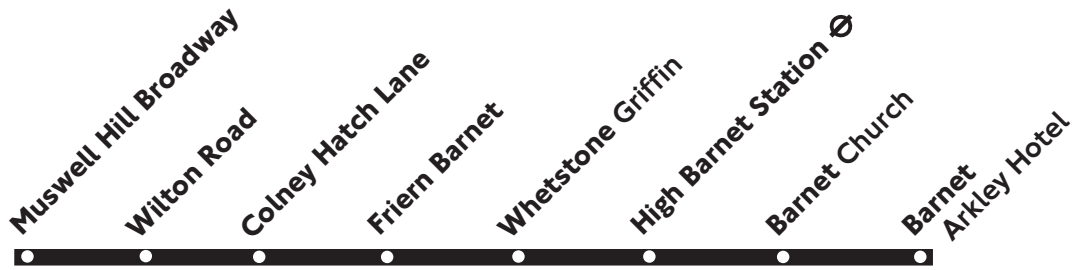 Muswell Hill Broadway
Wilton Road
Colney Hatch Lane
Friern Barnet
Whetstone Griffin
High Barnet Station
Barnet Church
Barnet
Arkley Hotel